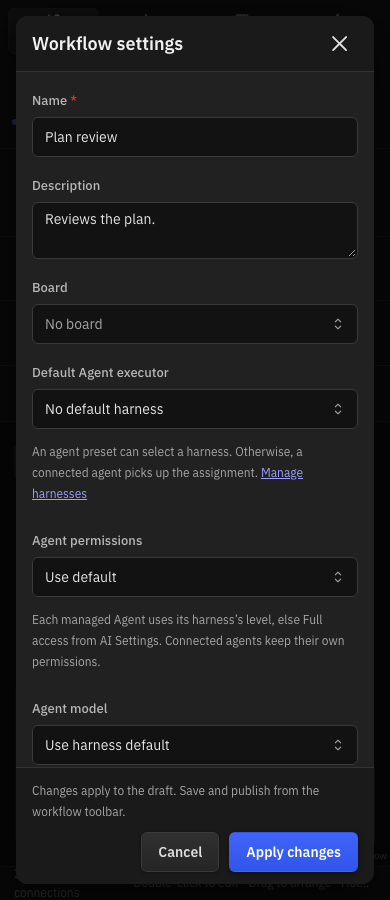 Workflow settings
Name *
Plan review
Description
Reviews the plan.
Board
No board
Default Agent executor
No default harness
An agent preset can select a harness. Otherwise, a
connected agent picks up the assignment. Manage
harnesses
Agent permissions
Use default
Each managed Agent uses its harness’s level, else Full
access from AI Settings. Connected agents keep their own
permissions.
Agent model
Use harness default
Changes apply to the draft. Save and publish from the
workflow toolbar.
Cancel
Apply changes
connections